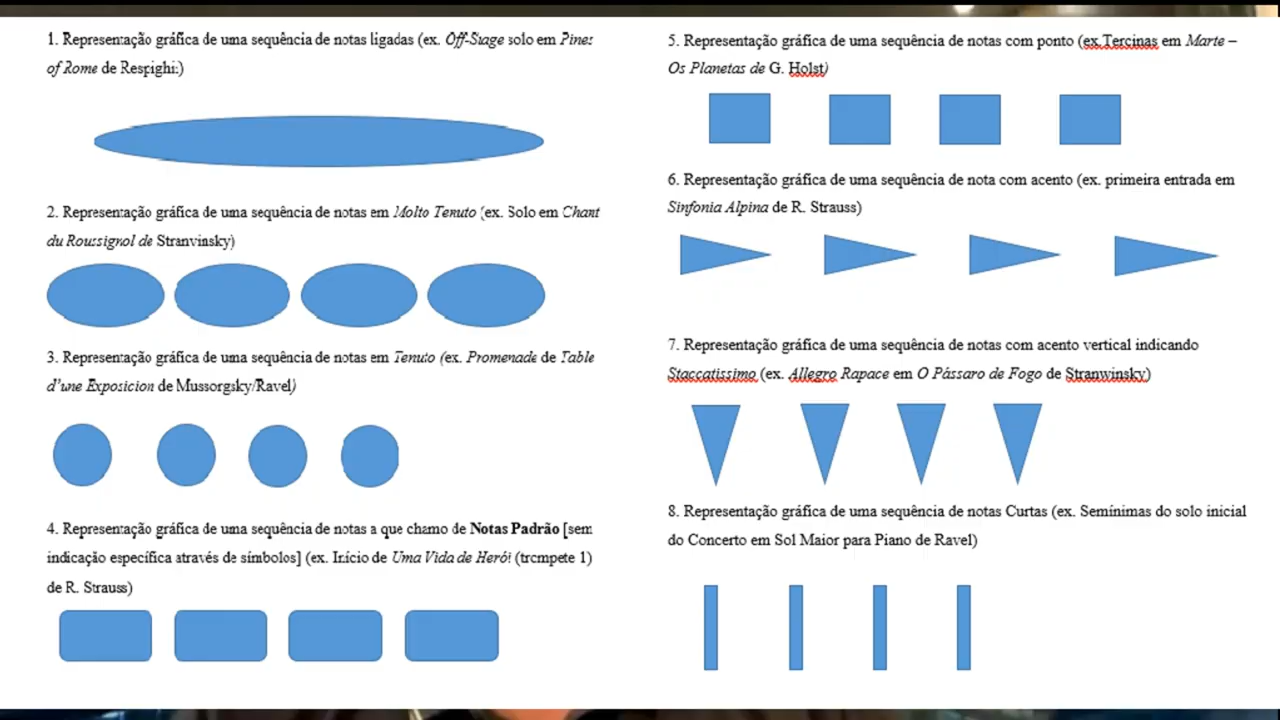 1. Representação gráfica de uma sequência de notas ligadas (ex. Off-Stage solo em Pines
of Rome de Respighi:)
2. Representação gráfica de uma sequência de notas em Molto Tenuto (ex. Solo em Chant
du Roussignol de Stranvinsky)
3. Representação gráfica de uma sequência de notas em Tenuto (ex. Promenade de Table
d'une Exposicion de Mussorgsky/Ravel)
4. Representação gráfica de uma sequência de notas a que chamo de Notas Padrão [sem
indicação específica através de símbolos] (ex. Início de Uma Vida de Herói (trompete 1)
de R. Strauss)
5. Representação gráfica de uma sequência de notas com ponto (ex.Tercinas em Marte –
Os Planetas de G. Holst)
6. Representação gráfica de uma sequência de nota com acento (ex. primeira entrada em
Sinfonia Alpina de R. Strauss)
7. Representação gráfica de uma sequência de notas com acento vertical indicando
Staccatissimo (ex. Allegro Rapace em O Pássaro de Fogo de Stranwinsky)
8. Representação gráfica de uma sequência de notas Curtas (ex. Semínimas do solo inicial
do Concerto em Sol Maior para Piano de Ravel)